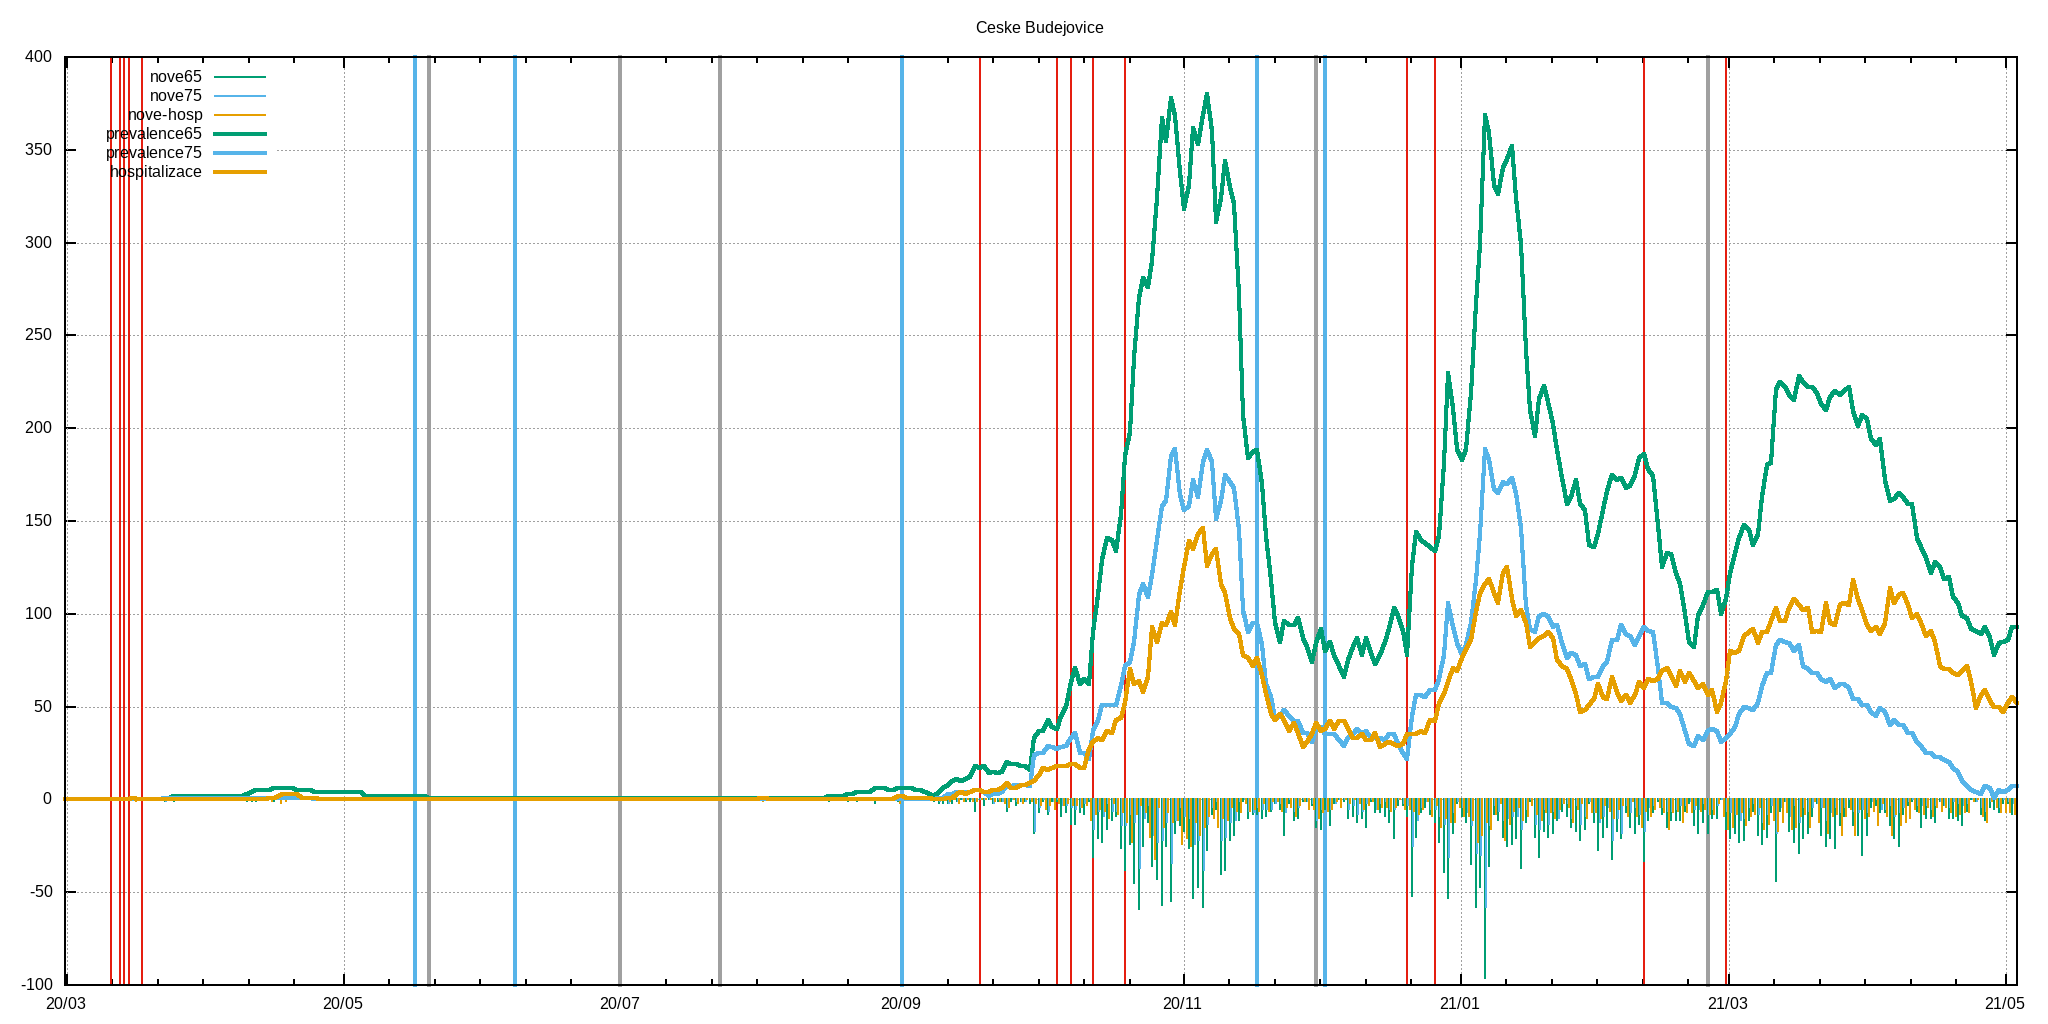 Ceske Budejovice
400
350
300
250
200
150
100
50
0
-50
-100
nove65
nove75
nove-hosp
prevalence65
prevalence75
hospitalizace
20/03 20/05 20/07 20/09 20/11 21/01 21/03 21/05